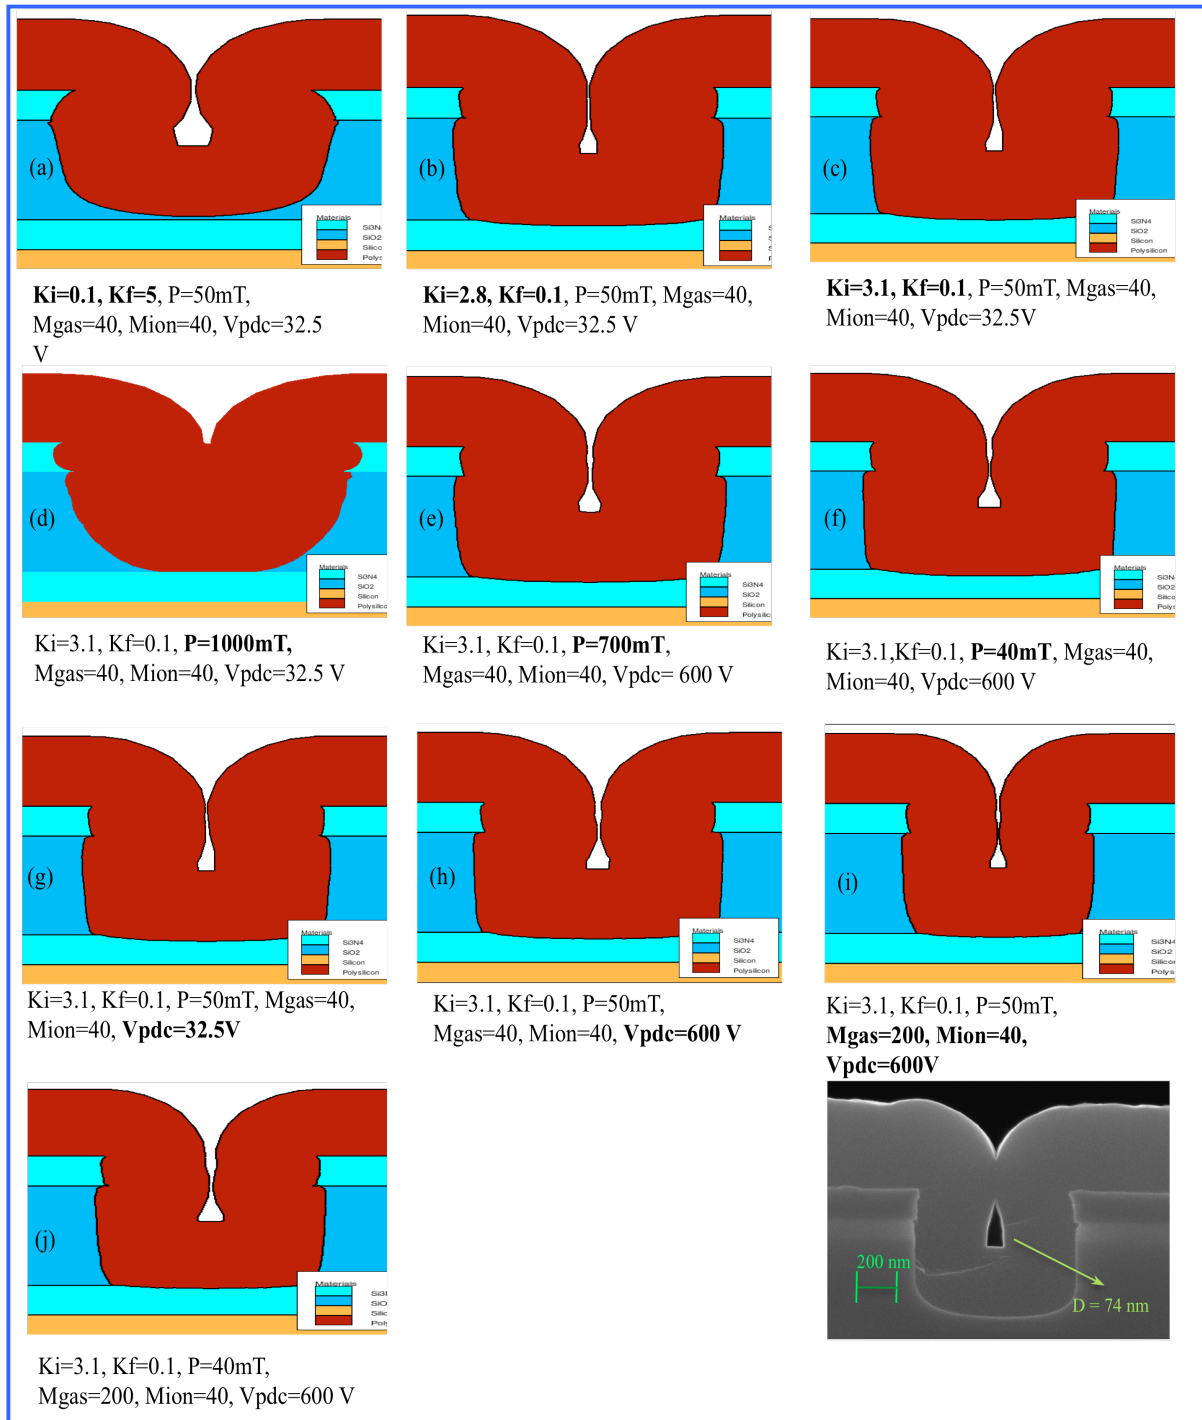 Materials
Si3N4
SiO2
Silicon
Polys
(a)
Ki=0.1, Kf=5, P=50mT,
Mgas=40, Mion=40, Vpdc=32.5
V
Materials
(b)
Ki=2.8, Kf=0.1, P=50mT, Mgas=40,
Mion=40, Vpdc=32.5 V
Materials
(c)
Ki=3.1, Kf=0.1, P=50mT, Mgas=40,
Mion=40, Vpdc=32.5V
(d)
Materials
Si3N4
SiO2
Silicon
Polysilicon
Ki=3.1, Kf=0.1, P=1000mT,
Mgas=40, Mion=40, Vpdc=32.5 V
(e)
Materials
Si3N4
SiO2
Silicon
Polysilicon
Ki=3.1, Kf=0.1, P=700mT,
Mgas=40, Mion=40, Vpdc= 600 V
(f)
Materials
SiO2
Silicon
Ki=3.1,Kf=0.1, P=40mT, Mgas=40,
Mion=40, Vpdc=600 V
(g)
Materials
Si3N4
SiO2
Silicon
Polysilicon
Ki=3.1, Kf=0.1, P=50mT, Mgas=40,
Mion=40, Vpdc=32.5V
(h)
Materials
Si3N4
SiO2
Silicon
Polysilicon
Ki=3.1, Kf=0.1, P=50mT,
Mgas=40, Mion=40, Vpdc=600 V
(i)
Materials
Si3N4
SiO2
Silicon
Polys
Ki=3.1, Kf=0.1, P=50mT,
Mgas=200, Mion=40,
Vpdc=600V
(j)
Materials
SiO
Ki=3.1, Kf=0.1, P=40mT,
Mgas=200, Mion=40, Vpdc=600 V
200 nm
D = 74 nm